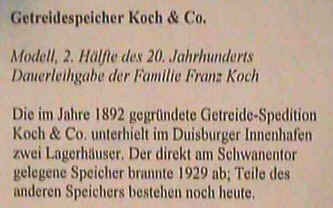 Getreidespeicher Koch & Co.
Modell, 2. Hälfte des 20. Jahrhunderts
Dauerleihgabe der Familie Franz Koch
Die im Jahre 1892 gegründete Getreide-Spedition
Koch & Co. unterhielt im Duisburger Innenhafen
zwei Lagerhäuser. Der direkt am Schwanentor
gelegene Speicher brannte 1929 ab; Teile des
anderen Speichers bestehen noch heute.